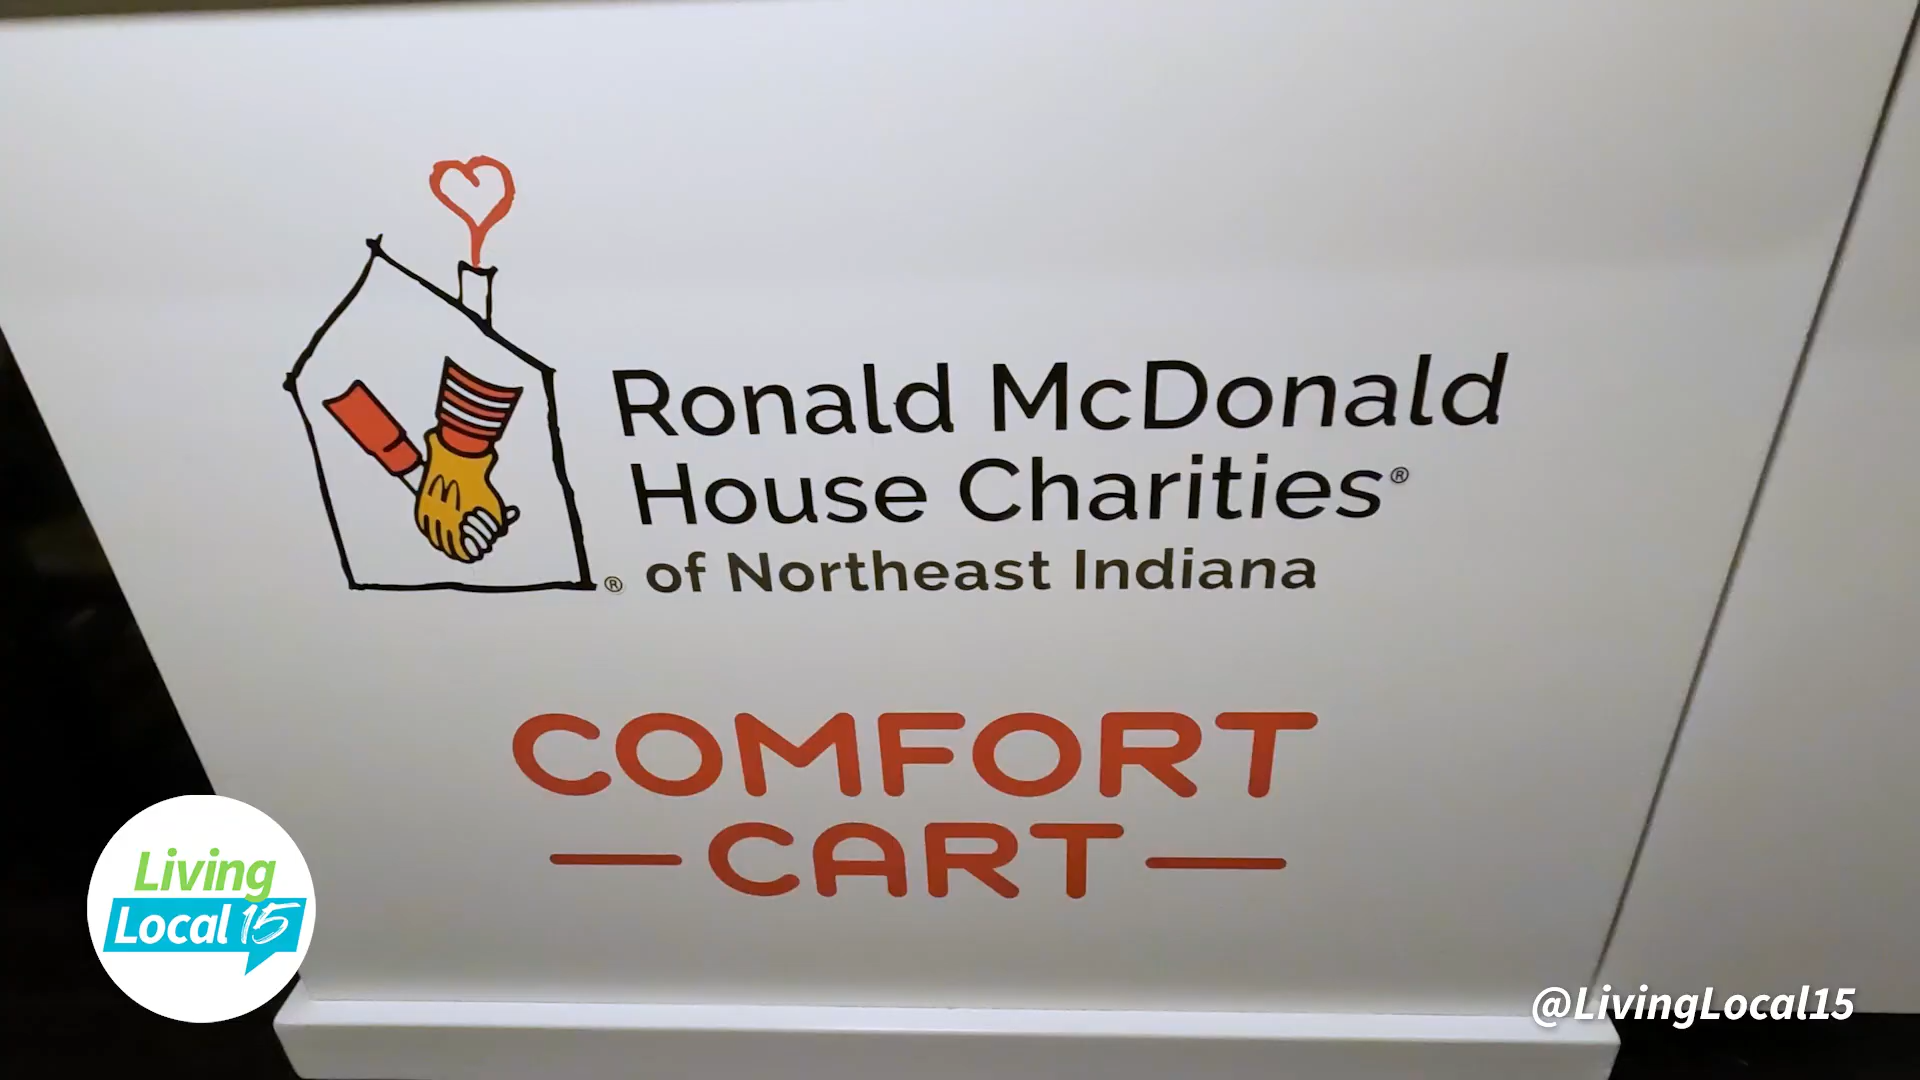 Ronald McDonald
House Charities®
® of Northeast Indiana
COMFORT
CART
Living
Local 15
@LivingLocal15